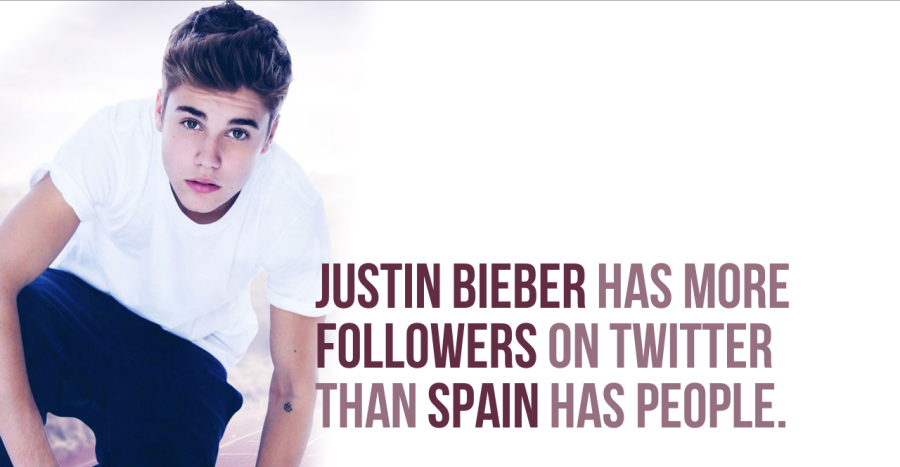 JUSTIN BIEBER HAS MORE
FOLLOWERS ON TWITTER
THAN SPAIN HAS PEOPLE.